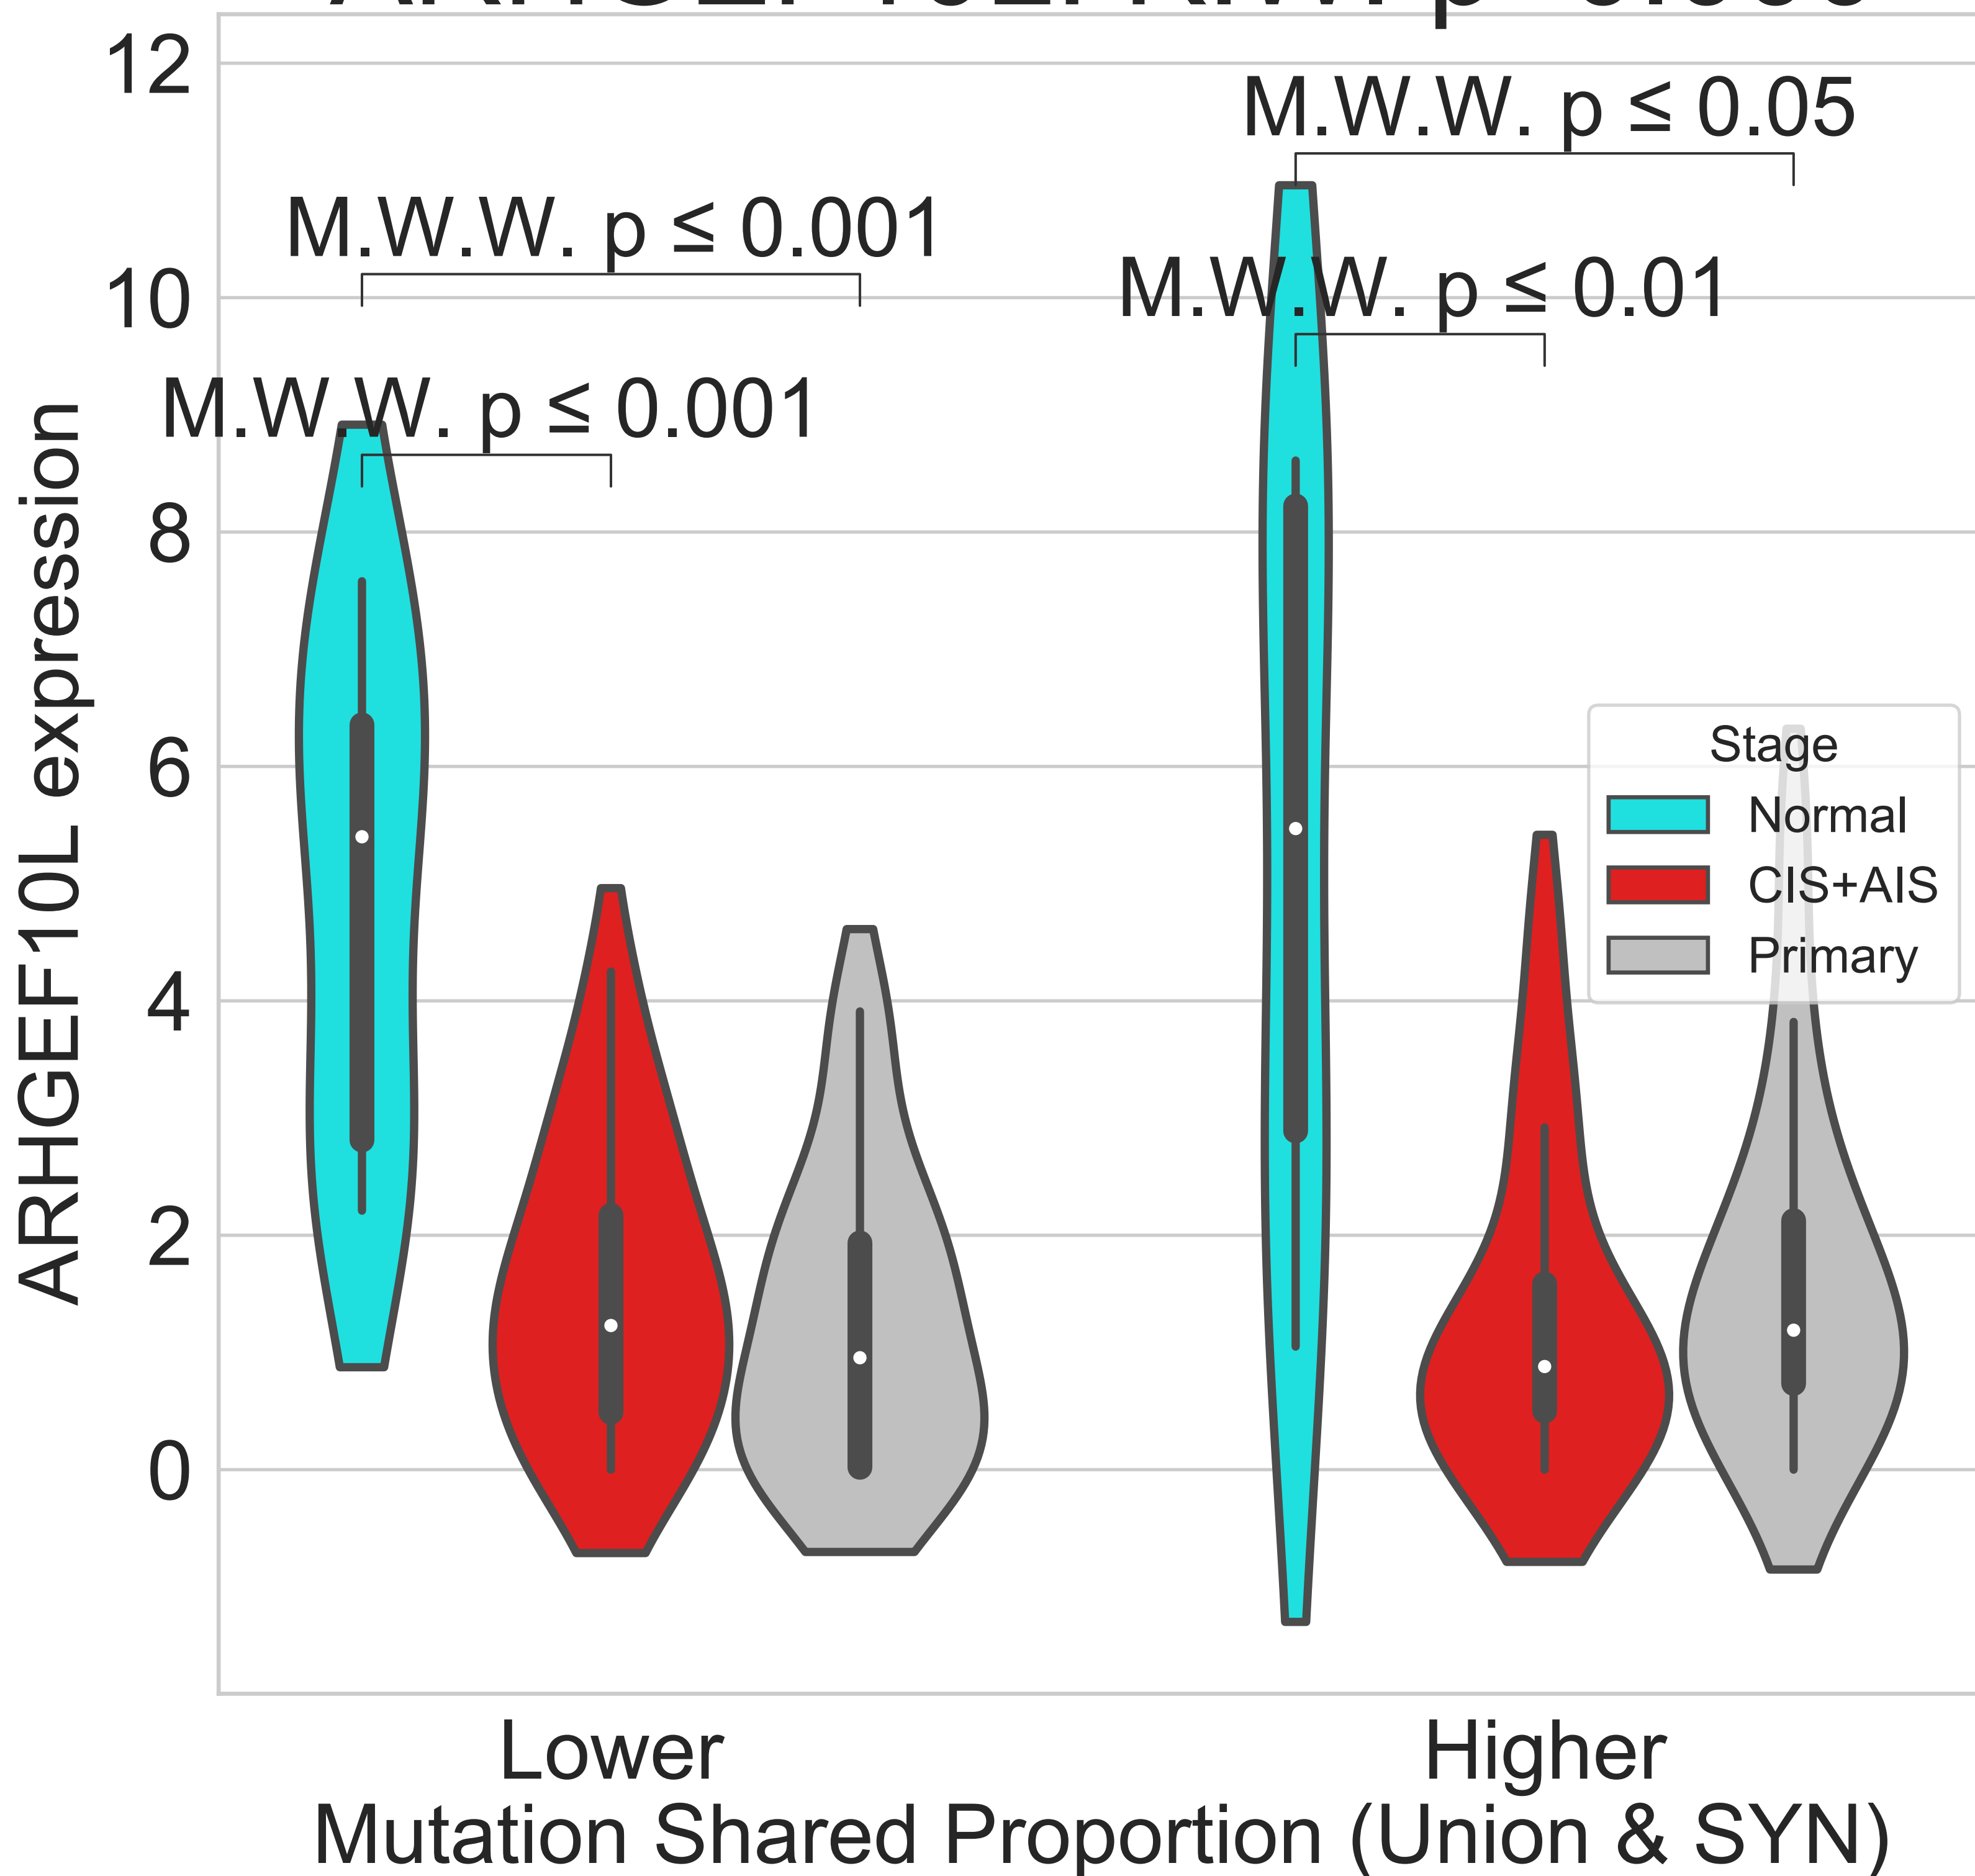 12
M.W.W. p ≤ 0.05
M.W.W. p ≤ 0.001
M.W.W. p ≤ 0.01
10
M.W.W. p ≤ 0.001
8
6
4
2
0
ARHGEF10L expression
Stage
Normal
CIS+AIS
Primary
Lower
Higher
Mutation Shared Proportion (Union & SYN)